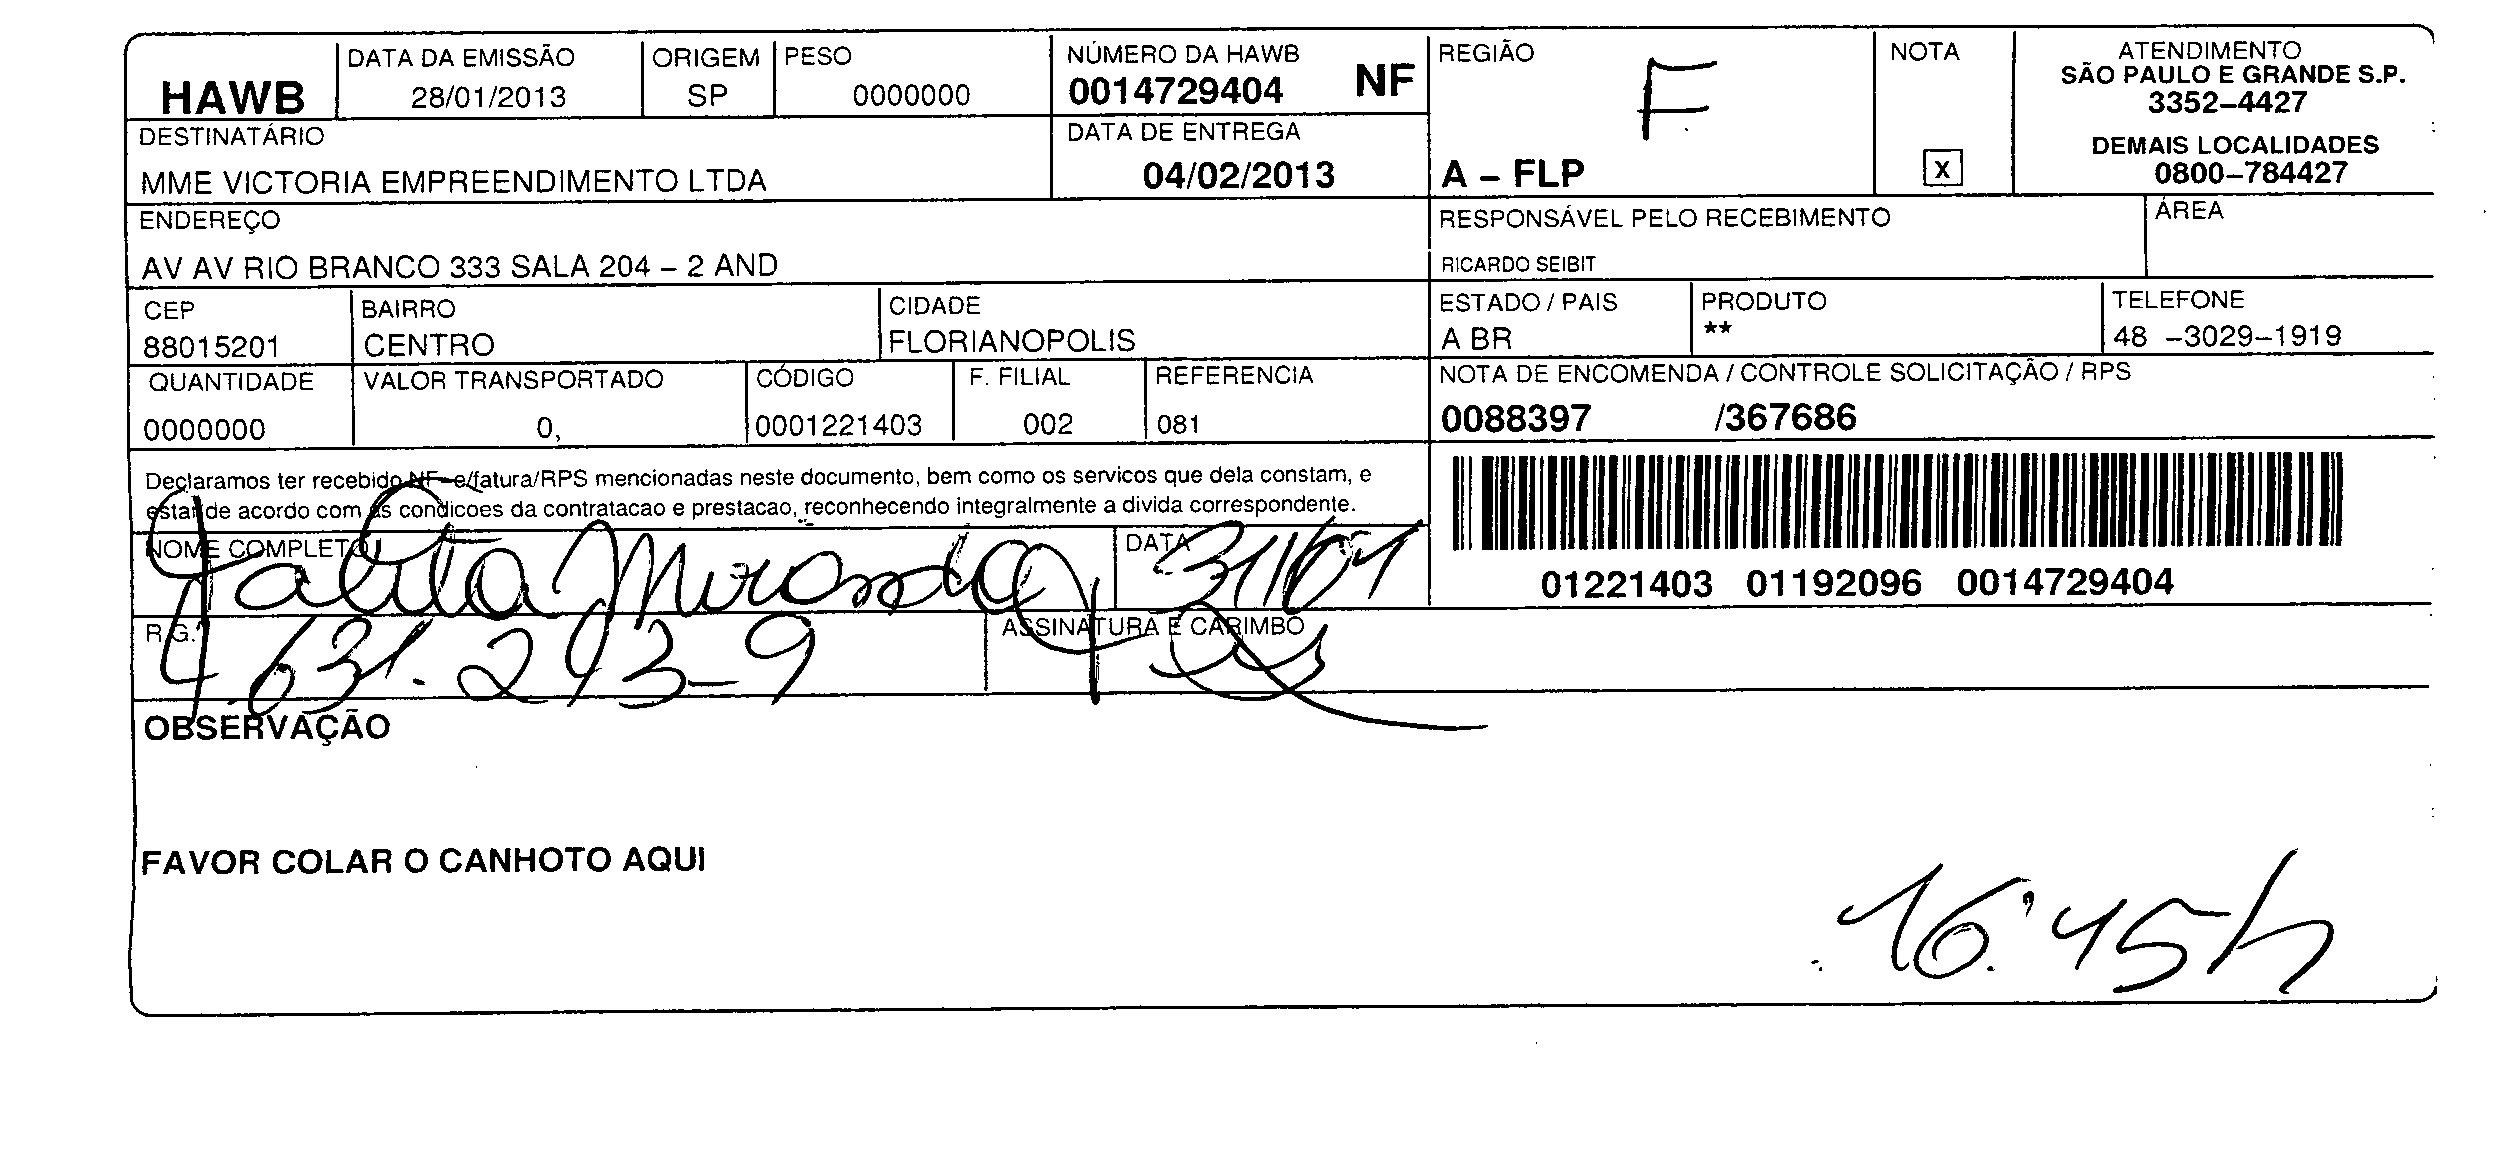 HAWB
DATA DA EMISSÃO
28/01/2013
ORIGEM
SP
PESO
0000000
NÚMERO DA HAWB
0014729404 NF
DATA DE ENTREGA
04/02/2013
REGIÃO
F
A – FLP
NOTA
X
ATENDIMENTO
SÃO PAULO E GRANDE S.P.
3352–4427
DEMAIS LOCALIDADES
0800–784427
DESTINATÁRIO
MME VICTORIA EMPREENDIMENTO LTDA
ENDEREÇO
AV AV RIO BRANCO 333 SALA 204 – 2 AND
RESPONSÁVEL PELO RECEBIMENTO
RICARDO SEIBIT
ÁREA
CEP
88015201
BAIRRO
CENTRO
CIDADE
FLORIANOPOLIS
ESTADO / PAIS
A BR
PRODUTO
**
TELEFONE
48 –3029–1919
QUANTIDADE
0000000
VALOR TRANSPORTADO
0,
CÓDIGO
0001221403
F. FILIAL
002
REFERENCIA
081
NOTA DE ENCOMENDA / CONTROLE SOLICITAÇÃO / RPS
0088397 /367686
Declaramos ter recebido NF–e/fatura/RPS mencionadas neste documento, bem como os servicos que dela constam, e
estar de acordo com as condicoes da contratacao e prestacao, reconhecendo integralmente a divida correspondente.
01221403 01192096 0014729404
NOME COMPLETO
Talita Miranda
DATA
31/01
R.G.
ASSINATURA E CARIMBO
OBSERVAÇÃO
FAVOR COLAR O CANHOTO AQUI
16:45h